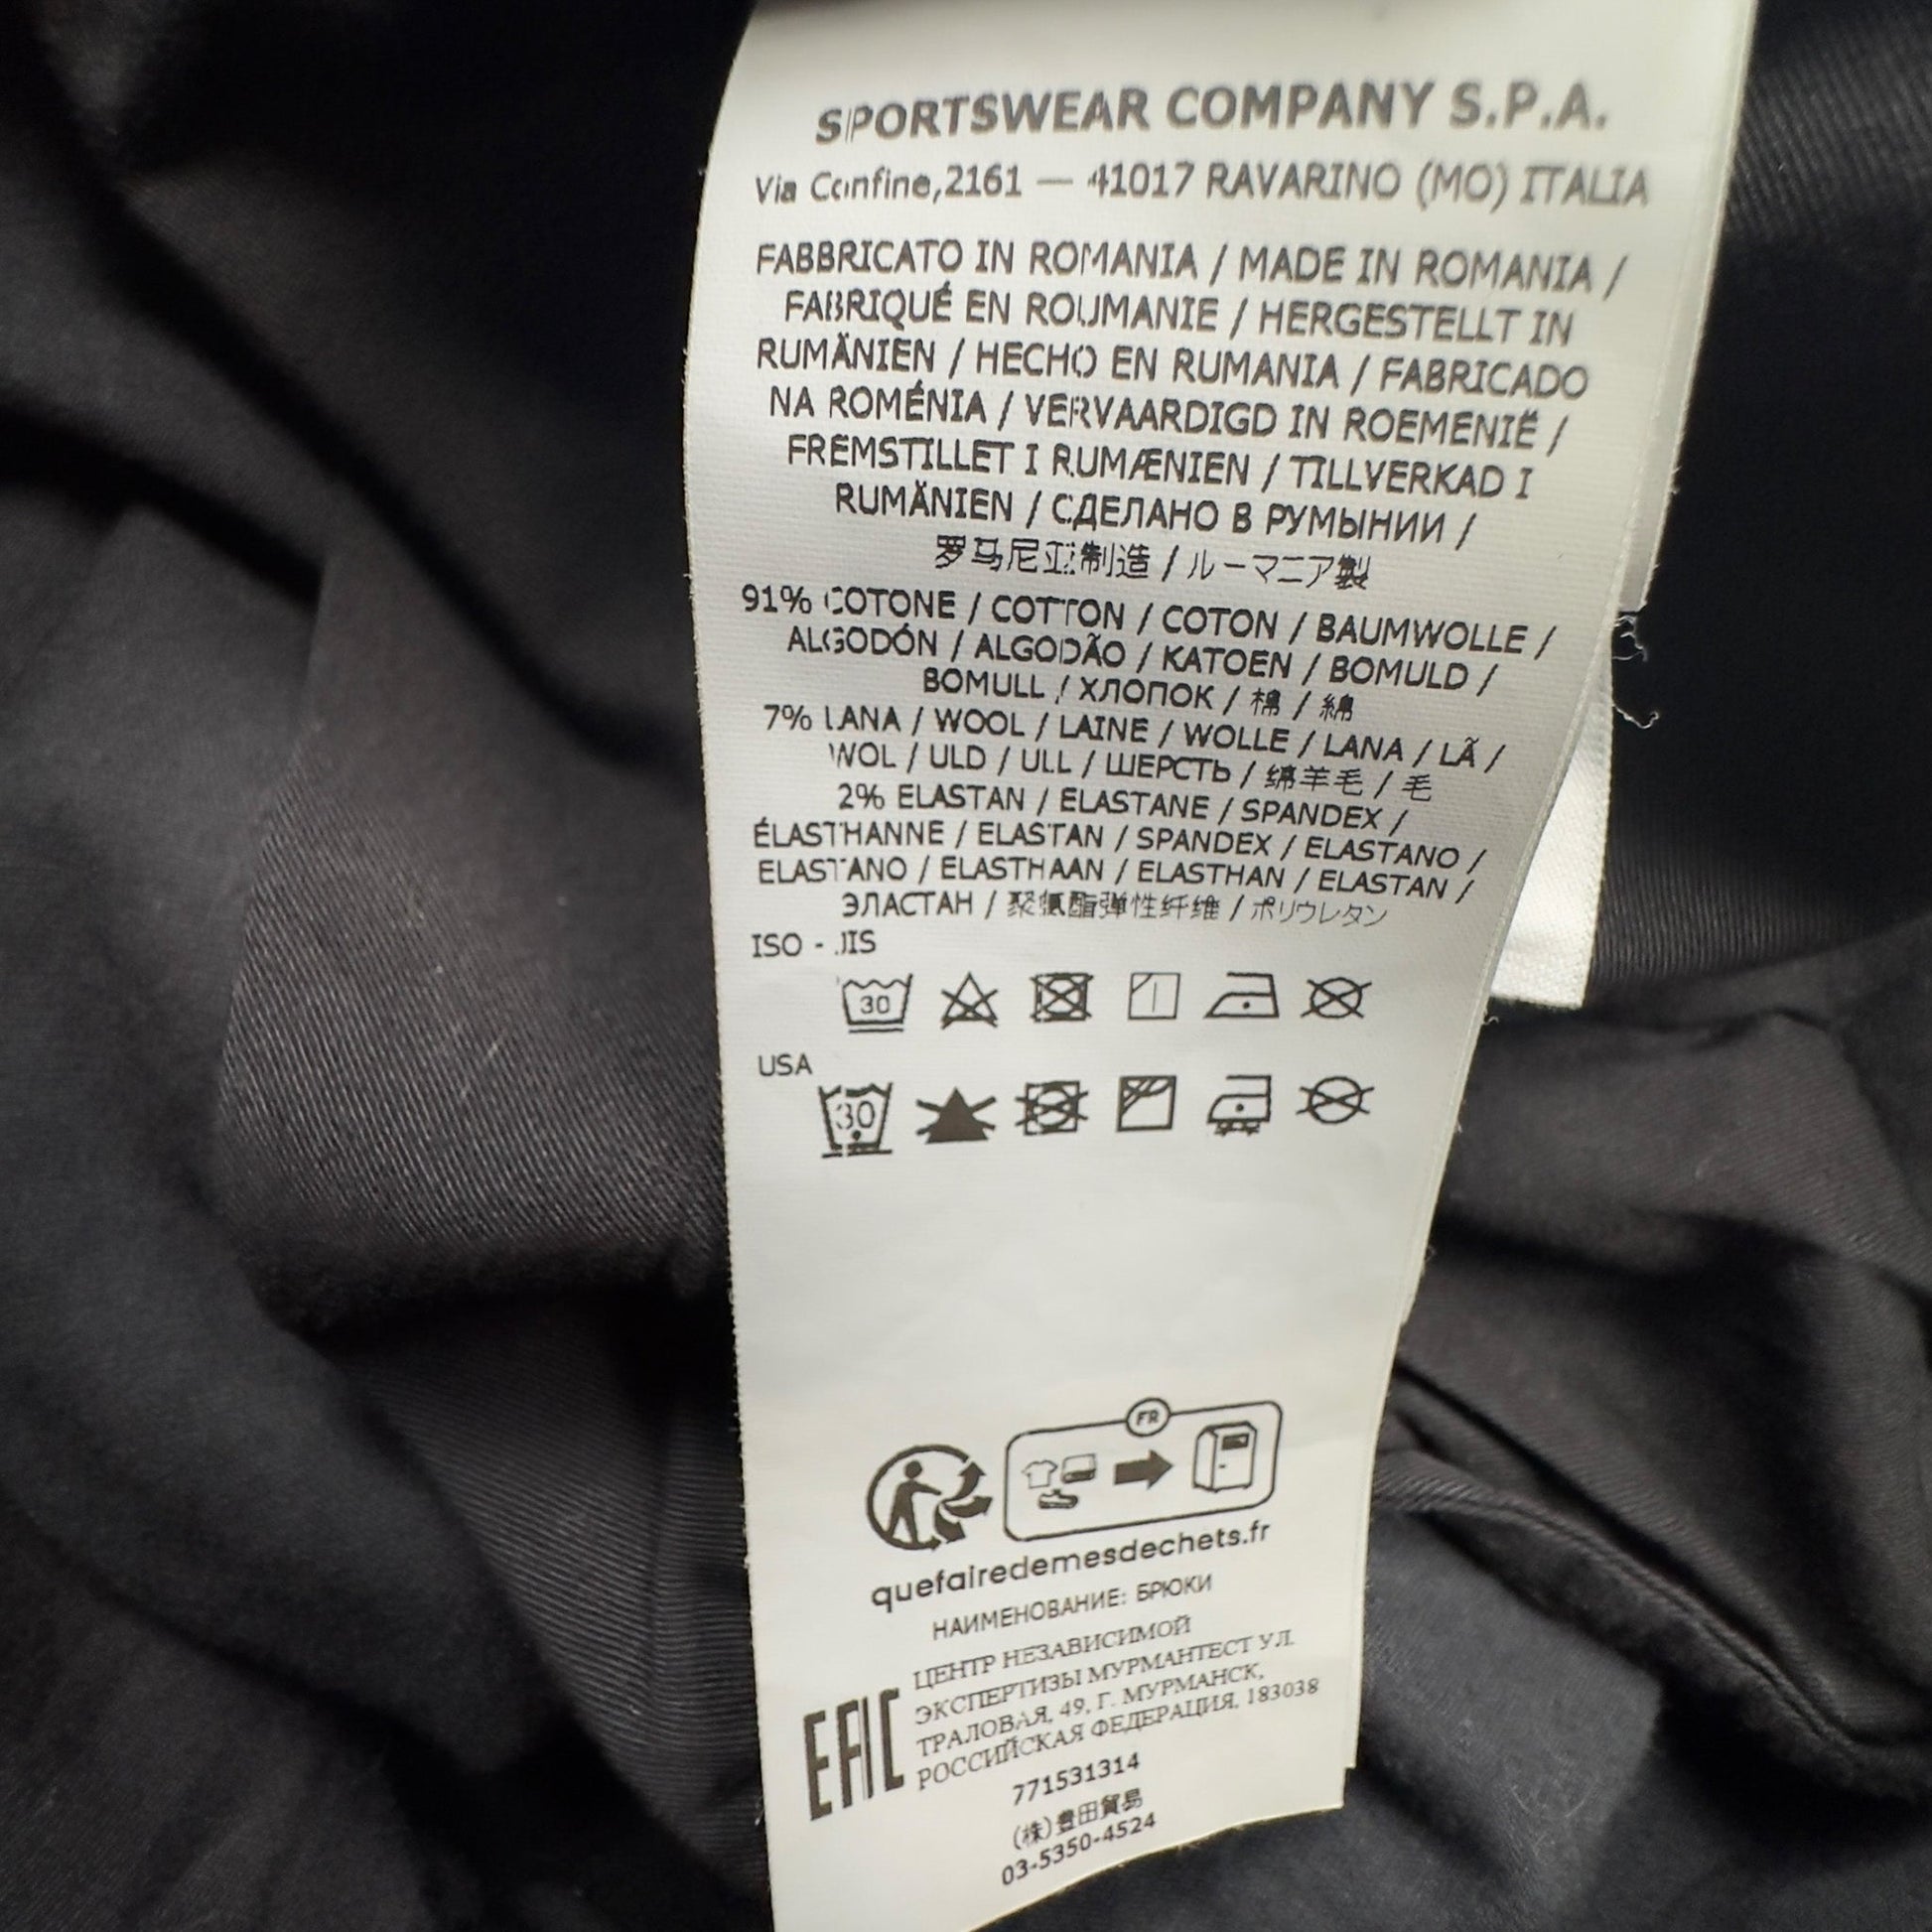 SPORTSWEAR COMPANY S.P.A.
Via Confine,2161 — 41017 RAVARINO (MO) ITALIA
FABBRICATO IN ROMANIA / MADE IN ROMANIA /
FABRIQUÉ EN ROUMANIE / HERGESTELLT IN
RUMÄNIEN / HECHO EN RUMANIA / FABRICADO
NA ROMÉNIA / VERVAARDIGD IN ROEMENIË /
FREMSTILLET I RUMÆNIEN / TILLVERKAD I
RUMÄNIEN / СДЕЛАНО В РУМЫНИИ /
罗马尼亚制造 / ルーマニア製
91% COTONE / COTTON / COTON / BAUMWOLLE /
ALGODÓN / ALGODÃO / KATOEN / BOMULD /
BOMULL / ХЛОПОК / 棉 / 綿
7% LANA / WOOL / LAINE / WOLLE / LANA / LÃ /
WOL / ULD / ULL / ШЕРСТЬ / 绵羊毛 / 毛
2% ELASTAN / ELASTANE / SPANDEX /
ÉLASTHANNE / ELASTAN / SPANDEX / ELASTANO /
ELASTANO / ELASTHAAN / ELASTHAN / ELASTAN /
ЭЛАСТАН / 聚氨酯弹性纤维 / ポリウレタン
ISO - JIS
30
USA
30
FR
quefairedemesdechets.fr
НАИМЕНОВАНИЕ: БРЮКИ
EAC
ЦЕНТР НЕЗАВИСИМОЙ
ЭКСПЕРТИЗЫ МУРМАНТЕСТ УЛ.
ТРАЛОВАЯ, 49, Г. МУРМАНСК,
РОССИЙСКАЯ ФЕДЕРАЦИЯ, 183038
771531314
(株)豊田貿易
03-5350-4524